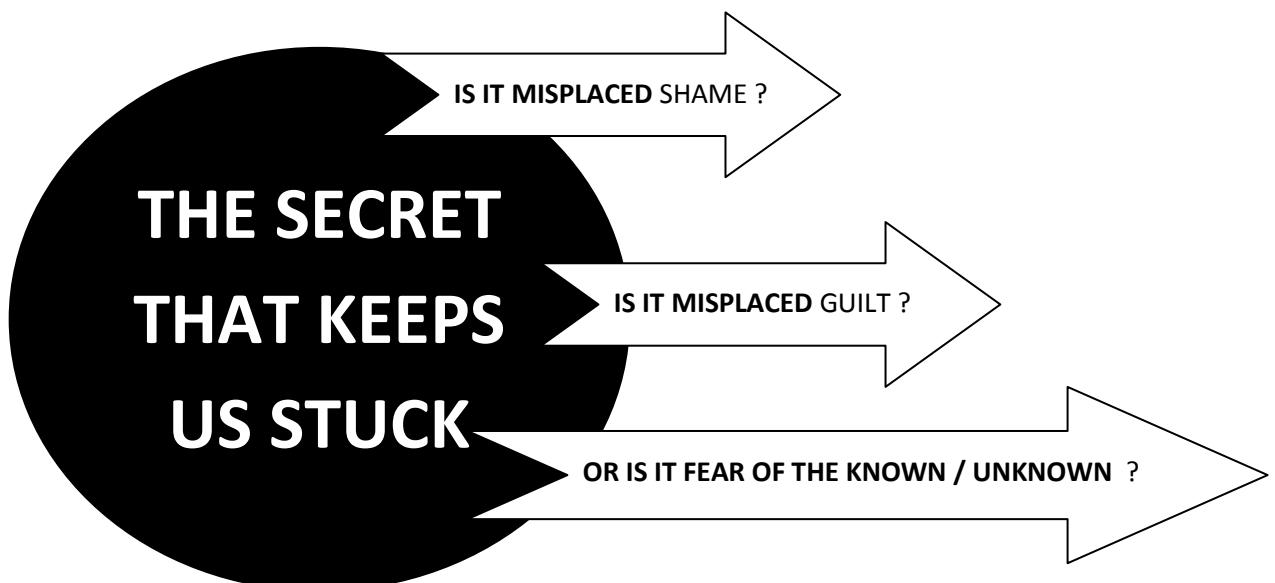 IS IT MISPLACED SHAME ?
THE SECRET
THAT KEEPS
US STUCK
IS IT MISPLACED GUILT ?
OR IS IT FEAR OF THE KNOWN / UNKNOWN ?